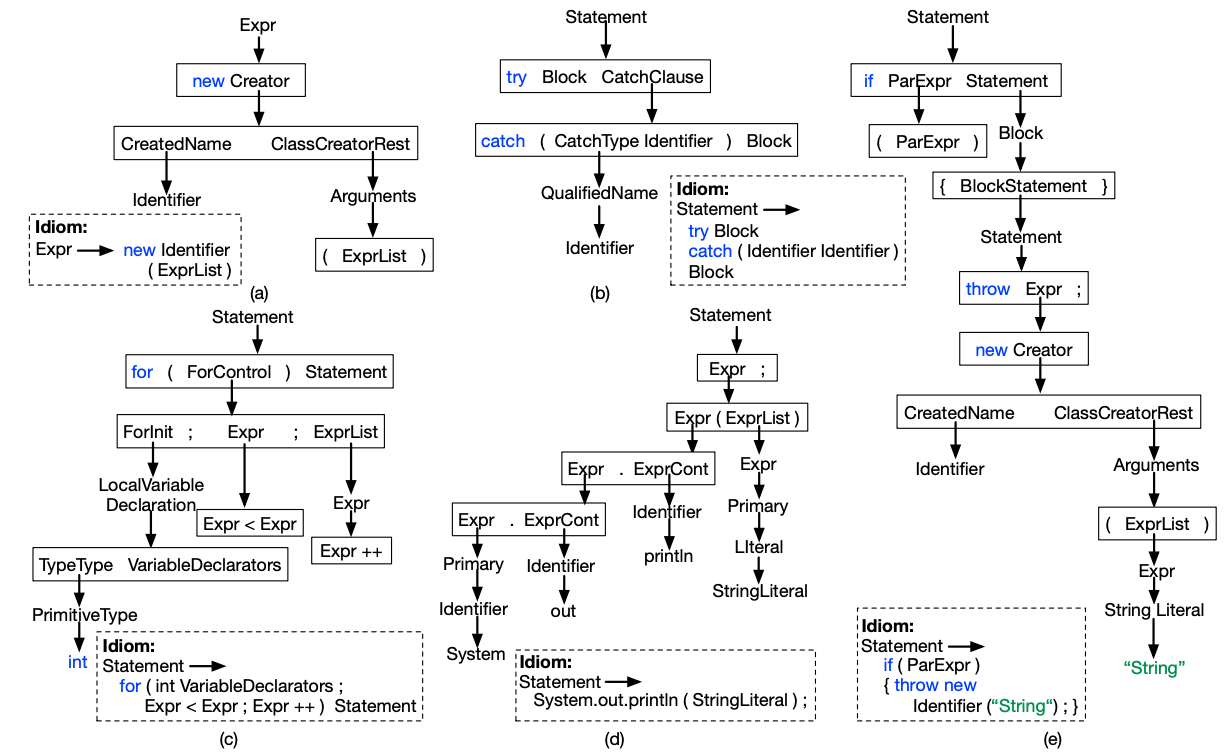 Expr
new Creator
CreatedName ClassCreatorRest
Identifier
Arguments
( ExprList )
Idiom:
Expr new Identifier
( ExprList )
(a)
Statement
try Block CatchClause
catch ( CatchType Identifier ) Block
QualifiedName
Identifier
Idiom:
Statement
try Block
catch ( Identifier Identifier )
Block
(b)
Statement
for ( ForControl ) Statement
ForInit ; Expr ; ExprList
LocalVariable
Declaration
Expr < Expr
Expr
Expr ++
TypeType VariableDeclarators
PrimitiveType
int
Idiom:
Statement
for ( int VariableDeclarators ;
Expr < Expr ; Expr ++ ) Statement
(c)
Statement
Expr ;
Expr ( ExprList )
Expr . ExprCont
Expr
Expr . ExprCont
Identifier
Primary
println
LIteral
StringLiteral
Primary
Identifier
Identifier
out
System
Idiom:
Statement
System.out.println ( StringLiteral ) ;
(d)
Statement
if ParExpr Statement
( ParExpr )
Block
{ BlockStatement }
Statement
throw Expr ;
new Creator
CreatedName ClassCreatorRest
Identifier
Arguments
( ExprList )
Expr
String Literal
“String”
Idiom:
Statement
if ( ParExpr )
{ throw new
Identifier (“String“) ; }
(e)